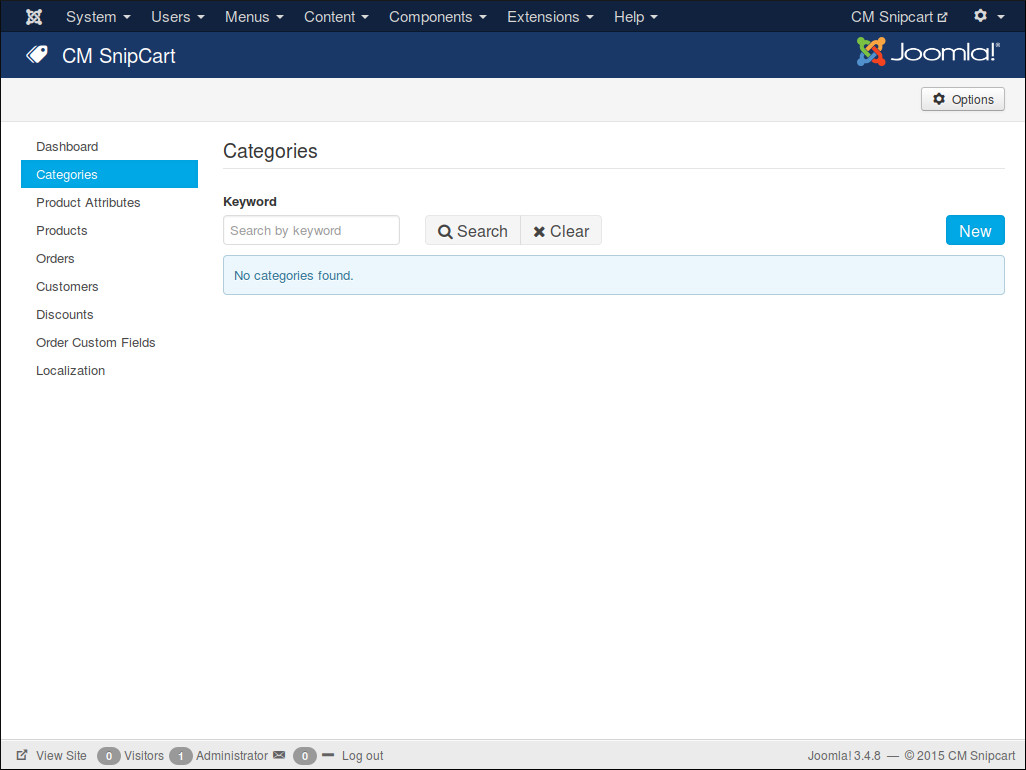 System Users Menus Content Components Extensions Help CM Snipcart
CM SnipCart Joomla!®
Options
Dashboard
Categories
Product Attributes
Products
Orders
Customers
Discounts
Order Custom Fields
Localization
Categories
Keyword
Search by keyword Search Clear New
No categories found.
View Site 0 Visitors 1 Administrator 0 Log out Joomla! 3.4.8 — © 2015 CM Snipcart